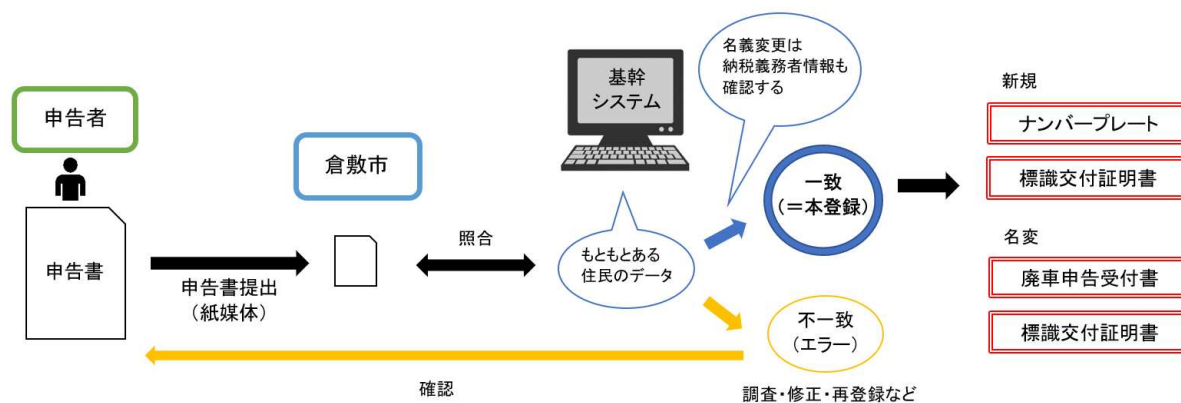 申告者
申告書
申告書提出
（紙媒体）
倉敷市
照合
基幹
システム
もともとある
住民のデータ
名義変更は
納税義務者情報も
確認する
一致
（＝本登録）
不一致
（エラー）
調査・修正・再登録など
確認
新規
ナンバープレート
標識交付証明書
名変
廃車申告受付書
標識交付証明書